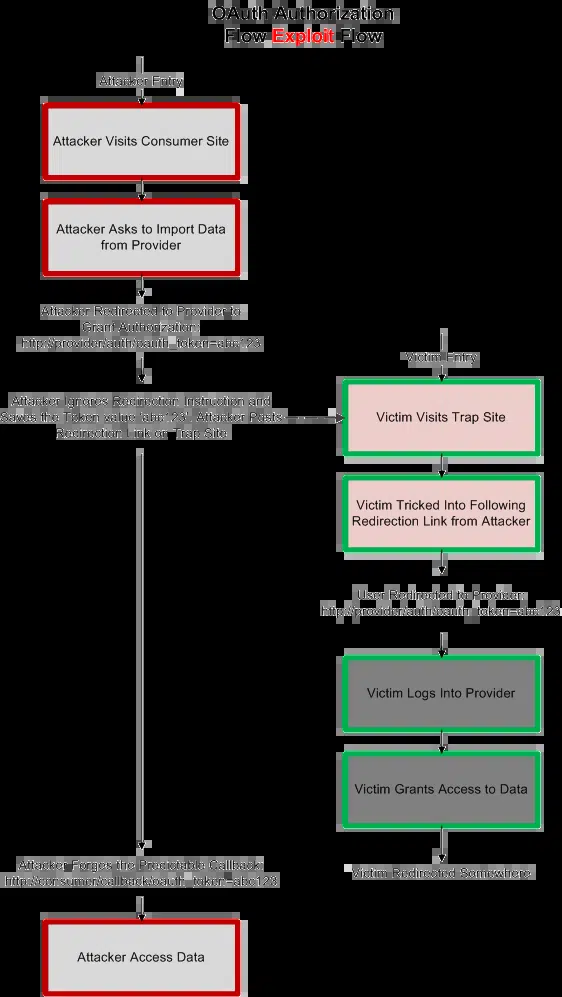 OAuth Authorization
Flow Exploit Flow
Attacker Entry
Attacker Visits Consumer Site
Attacker Asks to Import Data
from Provider
Attacker Redirected to Provider to
Grant Authorization:
http://provider/auth/oauth_token=abc123
Attacker Ignores Redirection Instruction and
Saves the Token value 'abc123'. Attacker Posts
Redirection Link on Trap Site
Victim Entry
Victim Visits Trap Site
Victim Tricked Into Following
Redirection Link from Attacker
User Redirected to Provider:
http://provider/auth/oauth_token=abc123
Victim Logs Into Provider
Victim Grants Access to Data
Victim Redirected Somewhere
Attacker Forges the Predictable Callback
http://consumer/callback/oauth_token=abc123
Attacker Access Data